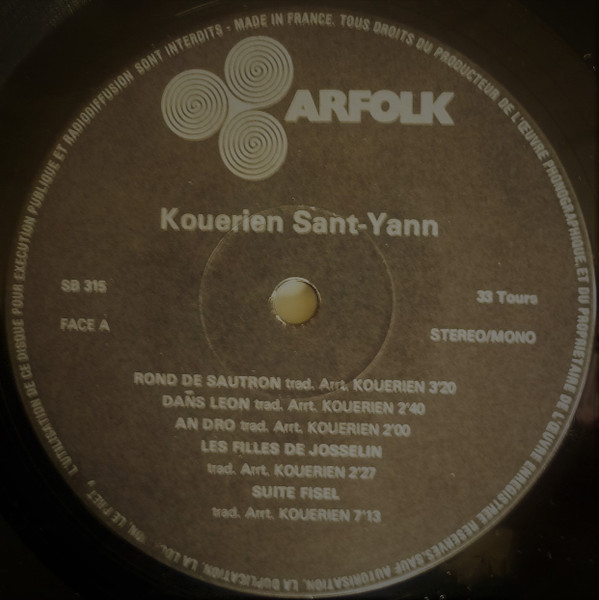 ARFOLK
Kouerien Sant-Yann
SB 315
33 Tours
FACE A
STEREO/MONO
ROND DE SAUTRON trad. Arrt. KOUERIEN 3'20
DAÑS LEON trad. Arrt. KOUERIEN 2'40
AN DRO trad. Arrt. KOUERIEN 2'00
LES FILLES DE JOSSELIN
trad. Arrt. KOUERIEN 2'27
SUITE FISEL
trad. Arrt. KOUERIEN 7'13
MADE IN FRANCE. TOUS DROITS DU PRODUCTEUR DE L'ŒUVRE PHONOGRAPHIQUE.ET DU PROPRIETAIRE DE L'ŒUVRE ENREGISTREE RESERVES.SAUF AUTORISATION, LA DUPLICATION, LA LOCATION, LE PRET, L'UTILISATION DE CE DISQUE POUR EXECUTION PUBLIQUE ET RADIODIFFUSION SONT INTERDITS -